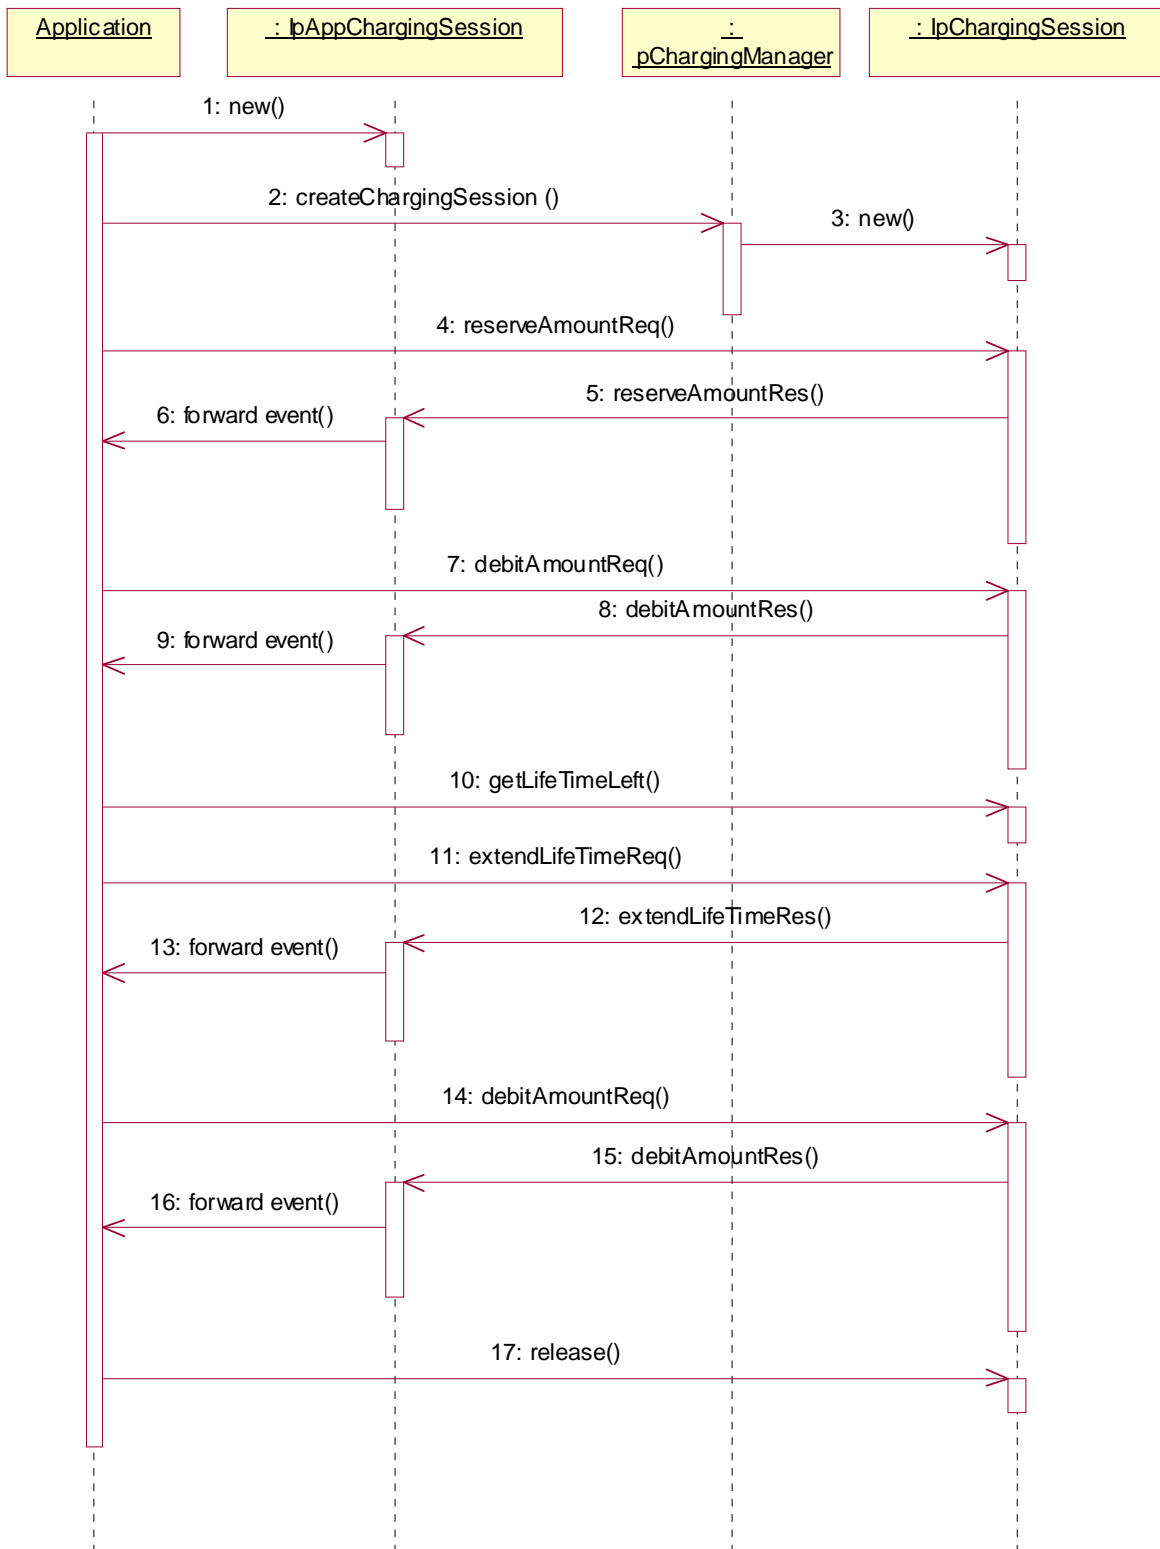 Application
: IpAppChargingSession
:
pChargingManager
: IpChargingSession
1: new()
2: createChargingSession ()
3: new()
4: reserveAmountReq()
5: reserveAmountRes()
6: forward event()
7: debitAmountReq()
8: debitAmountRes()
9: forward event()
10: getLifeTimeLeft()
11: extendLifeTimeReq()
12: extendLifeTimeRes()
13: forward event()
14: debitAmountReq()
15: debitAmountRes()
16: forward event()
17: release()